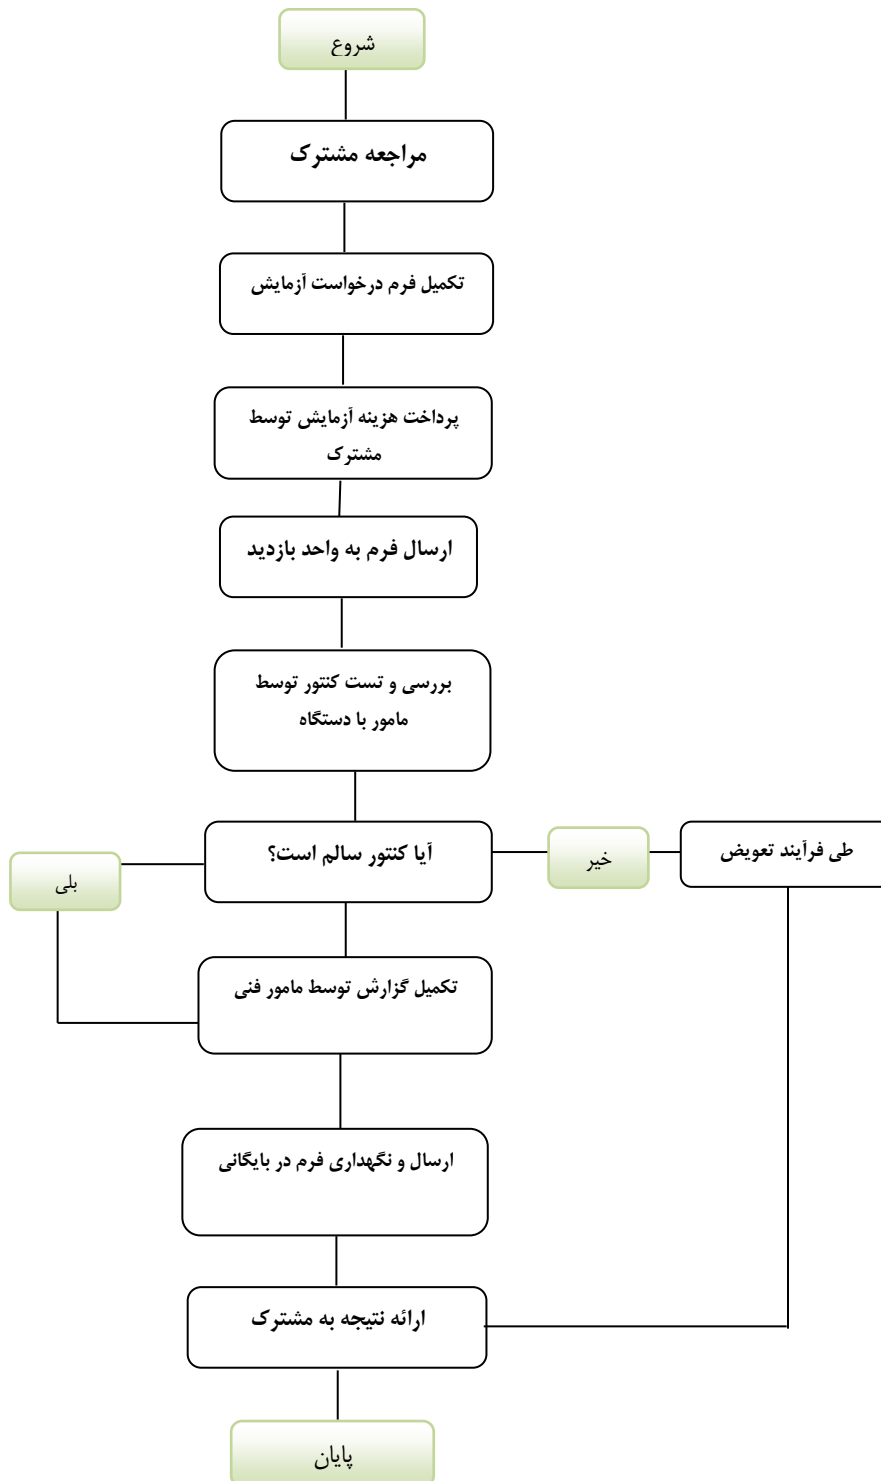 شروع
مراجعه مشترک
تکمیل فرم درخواست آزمایش
پرداخت هزینه آزمایش توسط
مشترک
ارسال فرم به واحد بازدید
بررسی و تست کنتور توسط
مامور با دستگاه
آیا کنتور سالم است؟
خیر
طی فرآیند تعویض
بلی
تکمیل گزارش توسط مامور فنی
ارسال و نگهداری فرم در بایگانی
ارائه نتیجه به مشترک
پایان